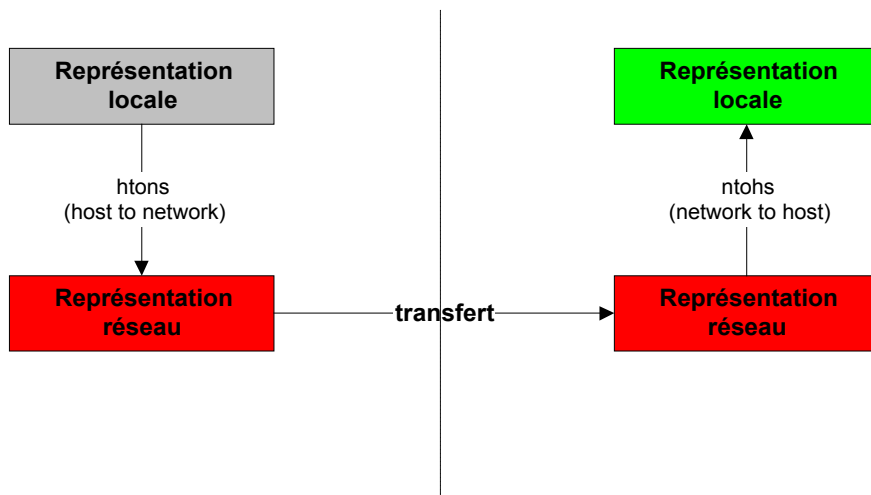 Représentation
locale
Représentation
locale
htons
(host to network)
ntohs
(network to host)
Représentation
réseau
transfert
Représentation
réseau